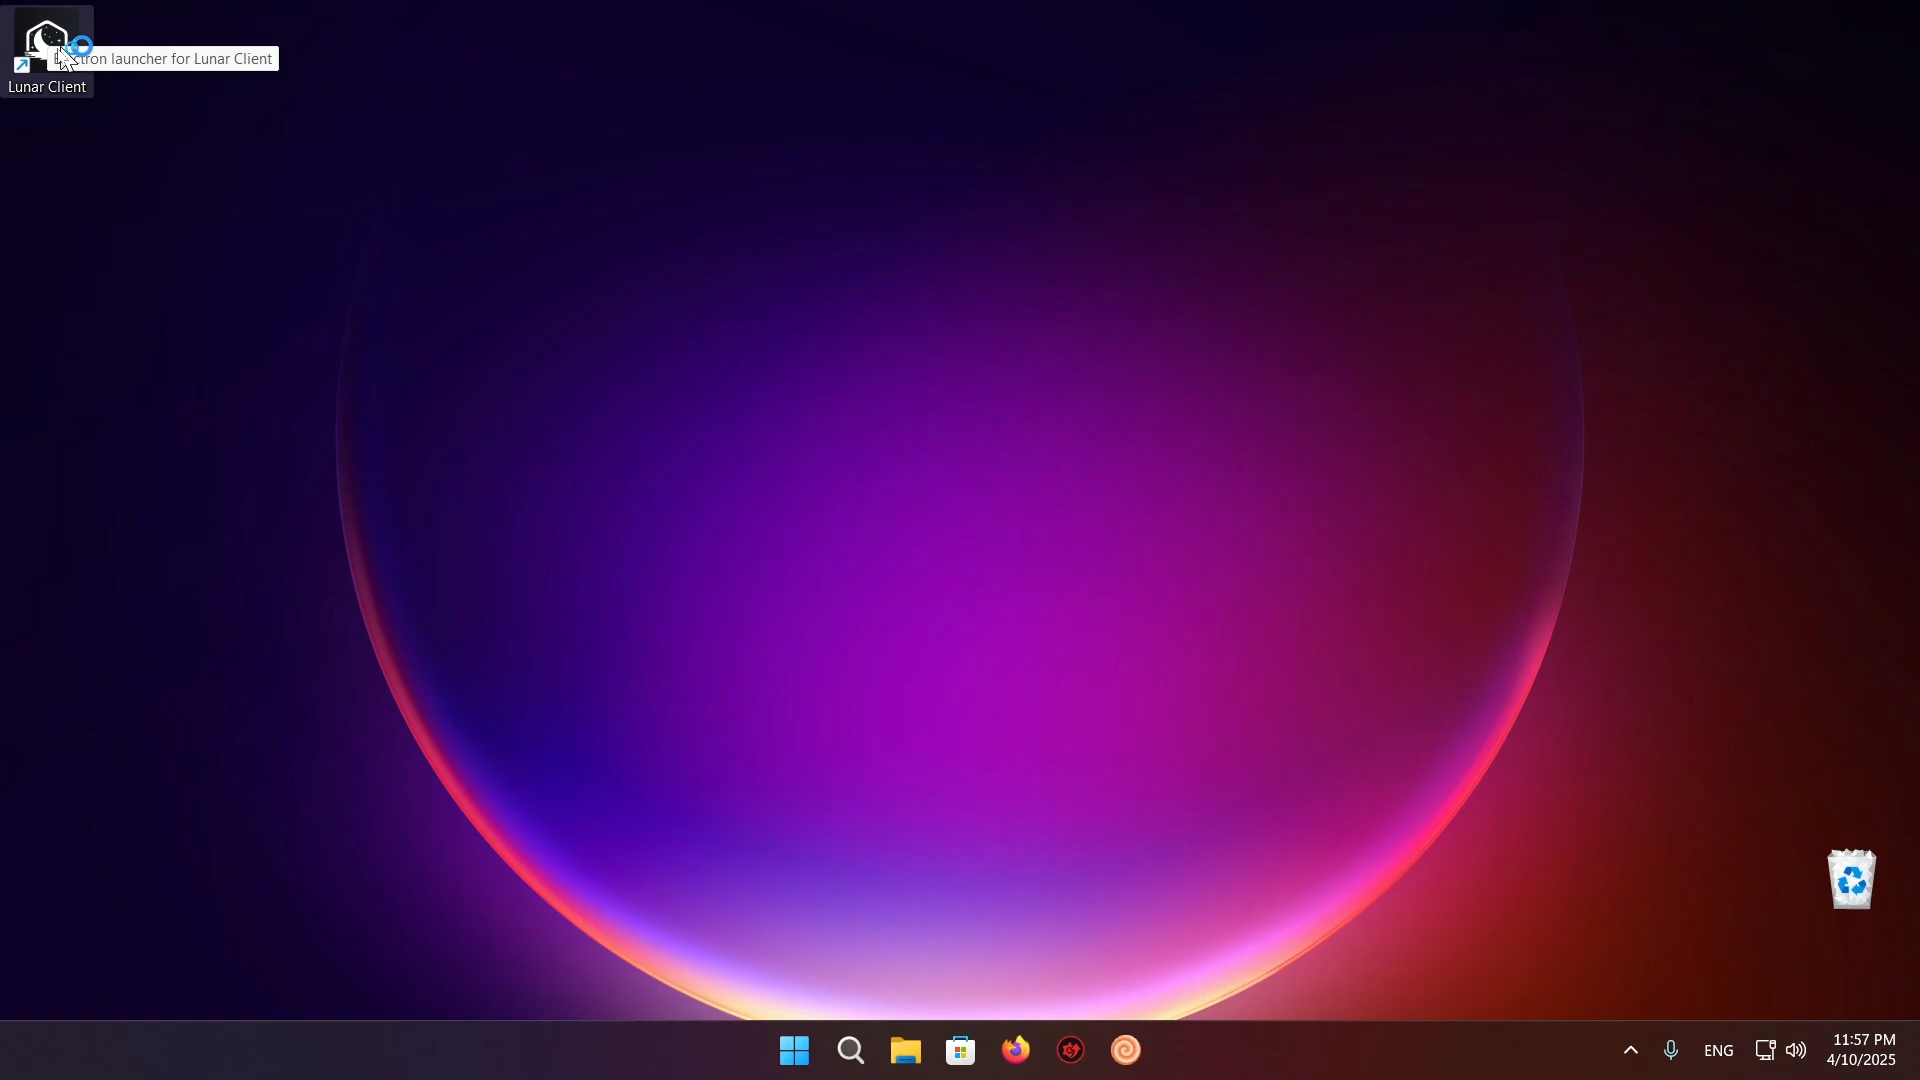 tron launcher for Lunar Client
Lunar Client
ENG
11:57 PM
4/10/2025